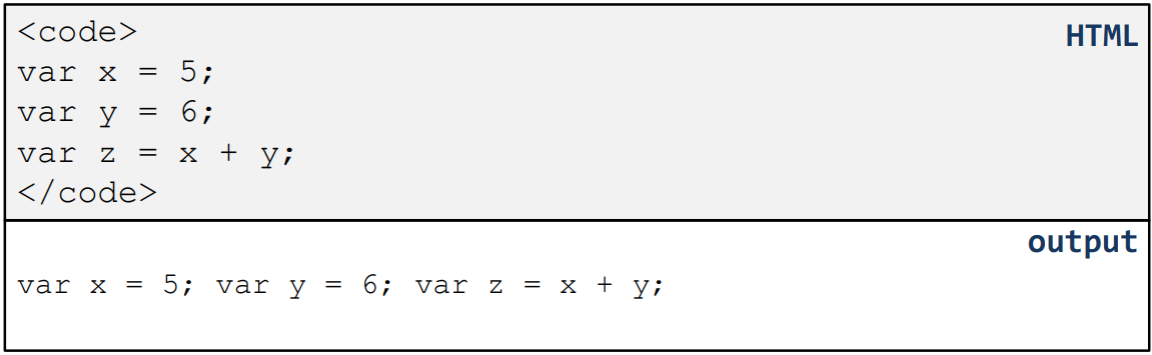 <code>
HTML
var x = 5;
var y = 6;
var z = x + y;
</code>
output
var x = 5; var y = 6; var z = x + y;